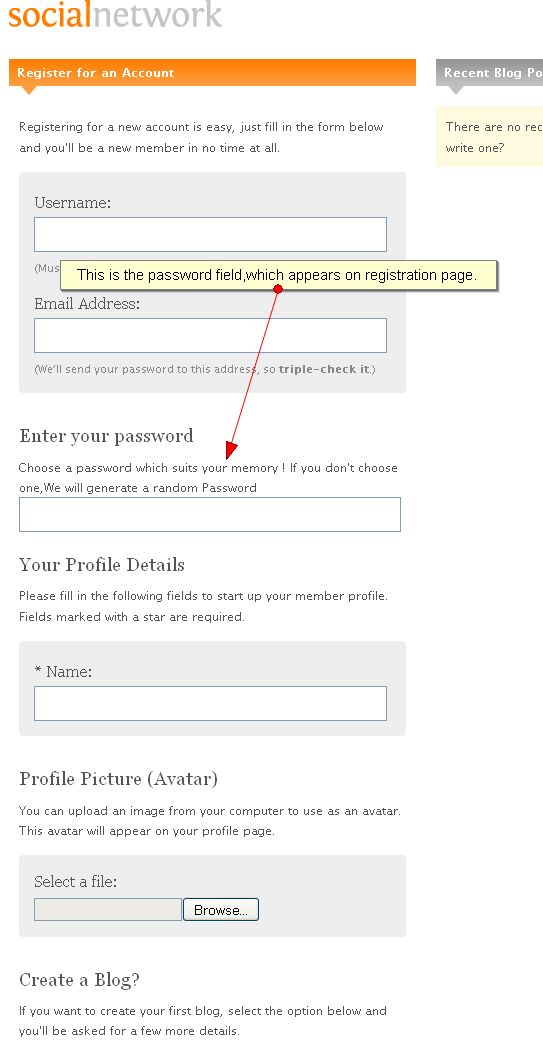 socialnetwork
Register for an Account
Recent Blog Po
Registering for a new account is easy, just fill in the form below
and you'll be a new member in no time at all.
There are no rec
write one?
Username:
(Mus
This is the password field,which appears on registration page.
Email Address:
(We'll send your password to this address, so triple-check it.)
Enter your password
Choose a password which suits your memory ! If you don't choose
one,We will generate a random Password
Your Profile Details
Please fill in the following fields to start up your member profile.
Fields marked with a star are required.
* Name:
Profile Picture (Avatar)
You can upload an image from your computer to use as an avatar.
This avatar will appear on your profile page.
Select a file:
Browse...
Create a Blog?
If you want to create your first blog, select the option below and
you'll be asked for a few more details.